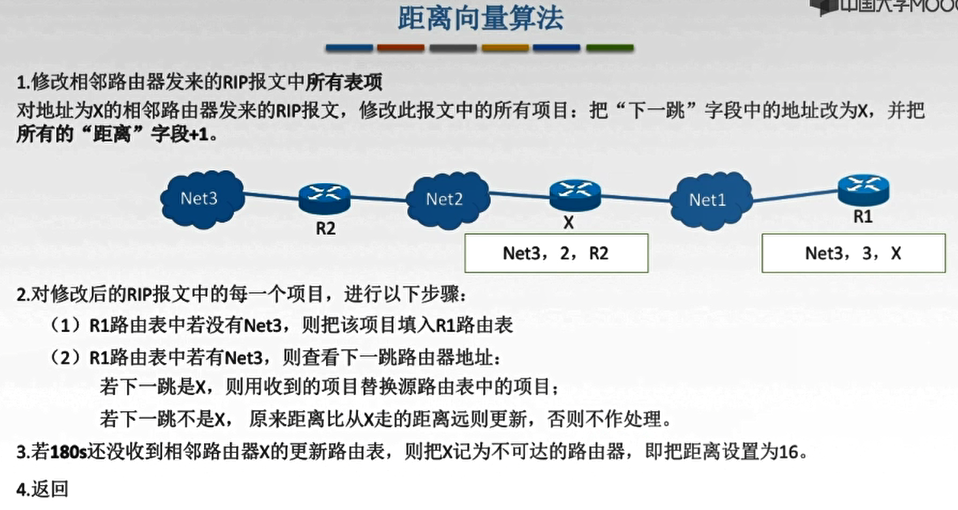 中国大学MOOC
距离向量算法
1.修改相邻路由器发来的RIP报文中所有表项
对地址为X的相邻路由器发来的RIP报文，修改此报文中的所有项目：把“下一跳”字段中的地址改为X，并把
所有的“距离”字段+1。
Net3
R2
Net2
X
Net1
R1
Net3，2，R2
Net3，3，X
2.对修改后的RIP报文中的每一个项目，进行以下步骤：
（1）R1路由表中若没有Net3，则把该项目填入R1路由表
（2）R1路由表中若有Net3，则查看下一跳路由器地址：
若下一跳是X，则用收到的项目替换源路由表中的项目；
若下一跳不是X， 原来距离比从X走的距离远则更新，否则不作处理。
3.若180s还没收到相邻路由器X的更新路由表，则把X记为不可达的路由器，即把距离设置为16。
4.返回